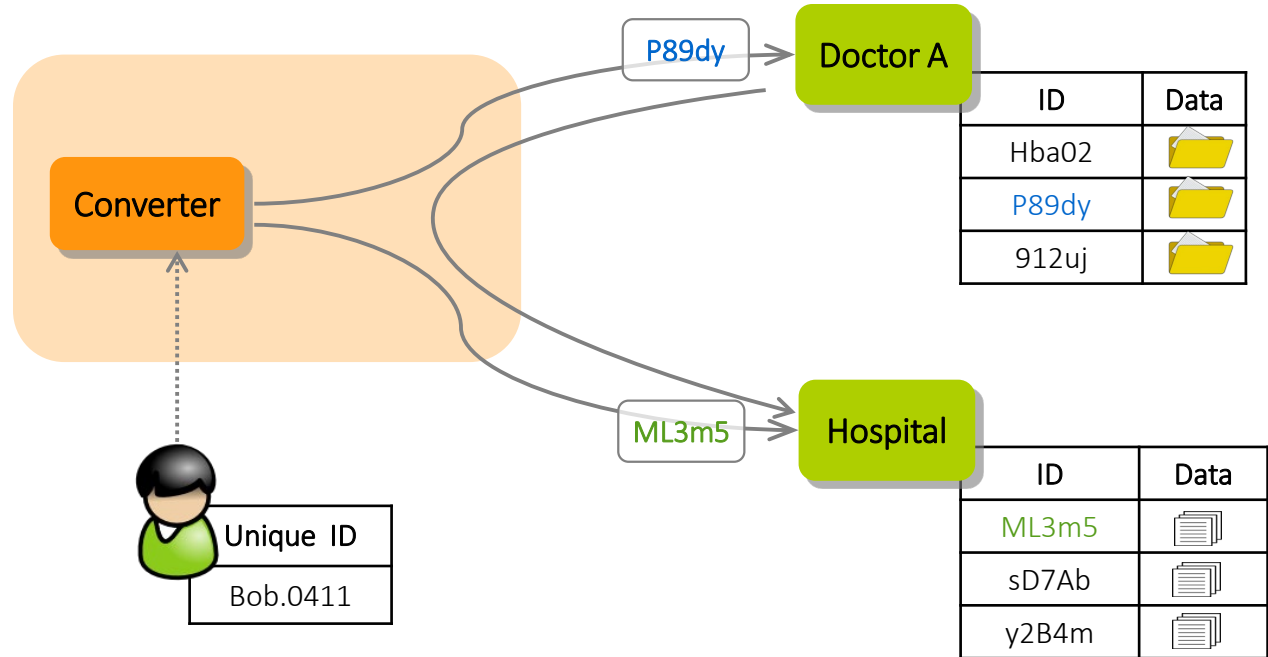 P89dy
Doctor A
ID Data
Hba02
P89dy
912uj
Converter
ML3m5
Hospital
ID Data
ML3m5
sD7Ab
y2B4m
Unique ID
Bob.0411